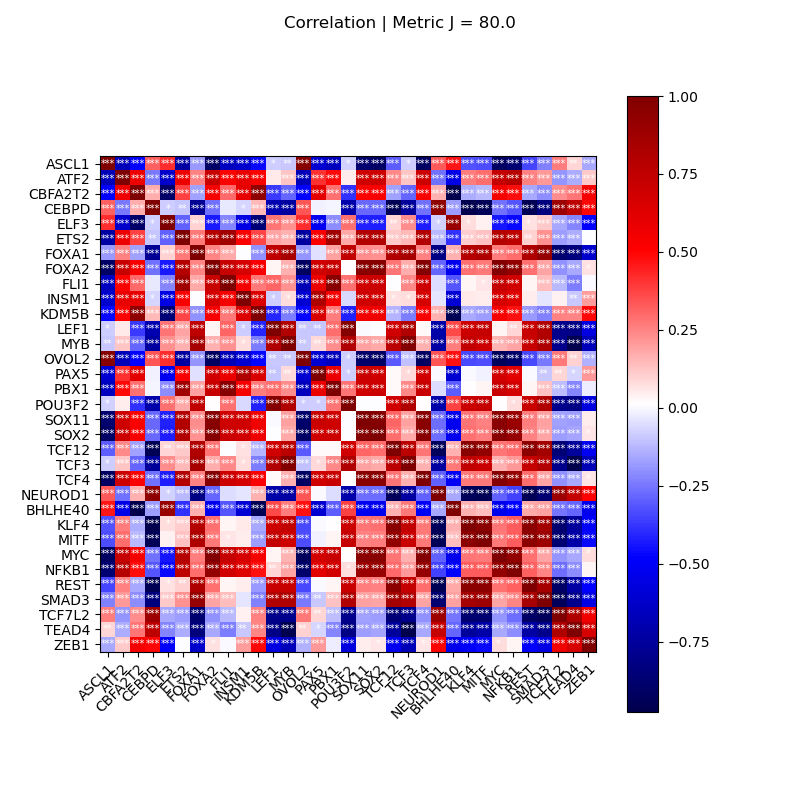 Correlation | Metric J = 80.0
ASCL1
ATF2
CBFA2T2
CEBPD
ELF3
ETS2
FOXA1
FOXA2
FLI1
INSM1
KDM5B
LEF1
MYB
OVOL2
PAX5
PBX1
POU3F2
SOX11
SOX2
TCF12
TCF3
TCF4
NEUROD1
BHLHE40
KLF4
MITF
MYC
NFKB1
REST
SMAD3
TCF7L2
TEAD4
ZEB1
ASCL1 ATF2 CBFA2T2 CEBPD ELF3 ETS2 FOXA1 FOXA2 FLI1 INSM1 KDM5B LEF1 MYB OVOL2 PAX5 PBX1 POU3F2 SOX11 SOX2 TCF12 TCF3 TCF4 NEUROD1 BHLHE40 KLF4 MITF MYC NFKB1 REST SMAD3 TCF7L2 TEAD4 ZEB1
1.00
0.75
0.50
0.25
0.00
−0.25
−0.50
−0.75